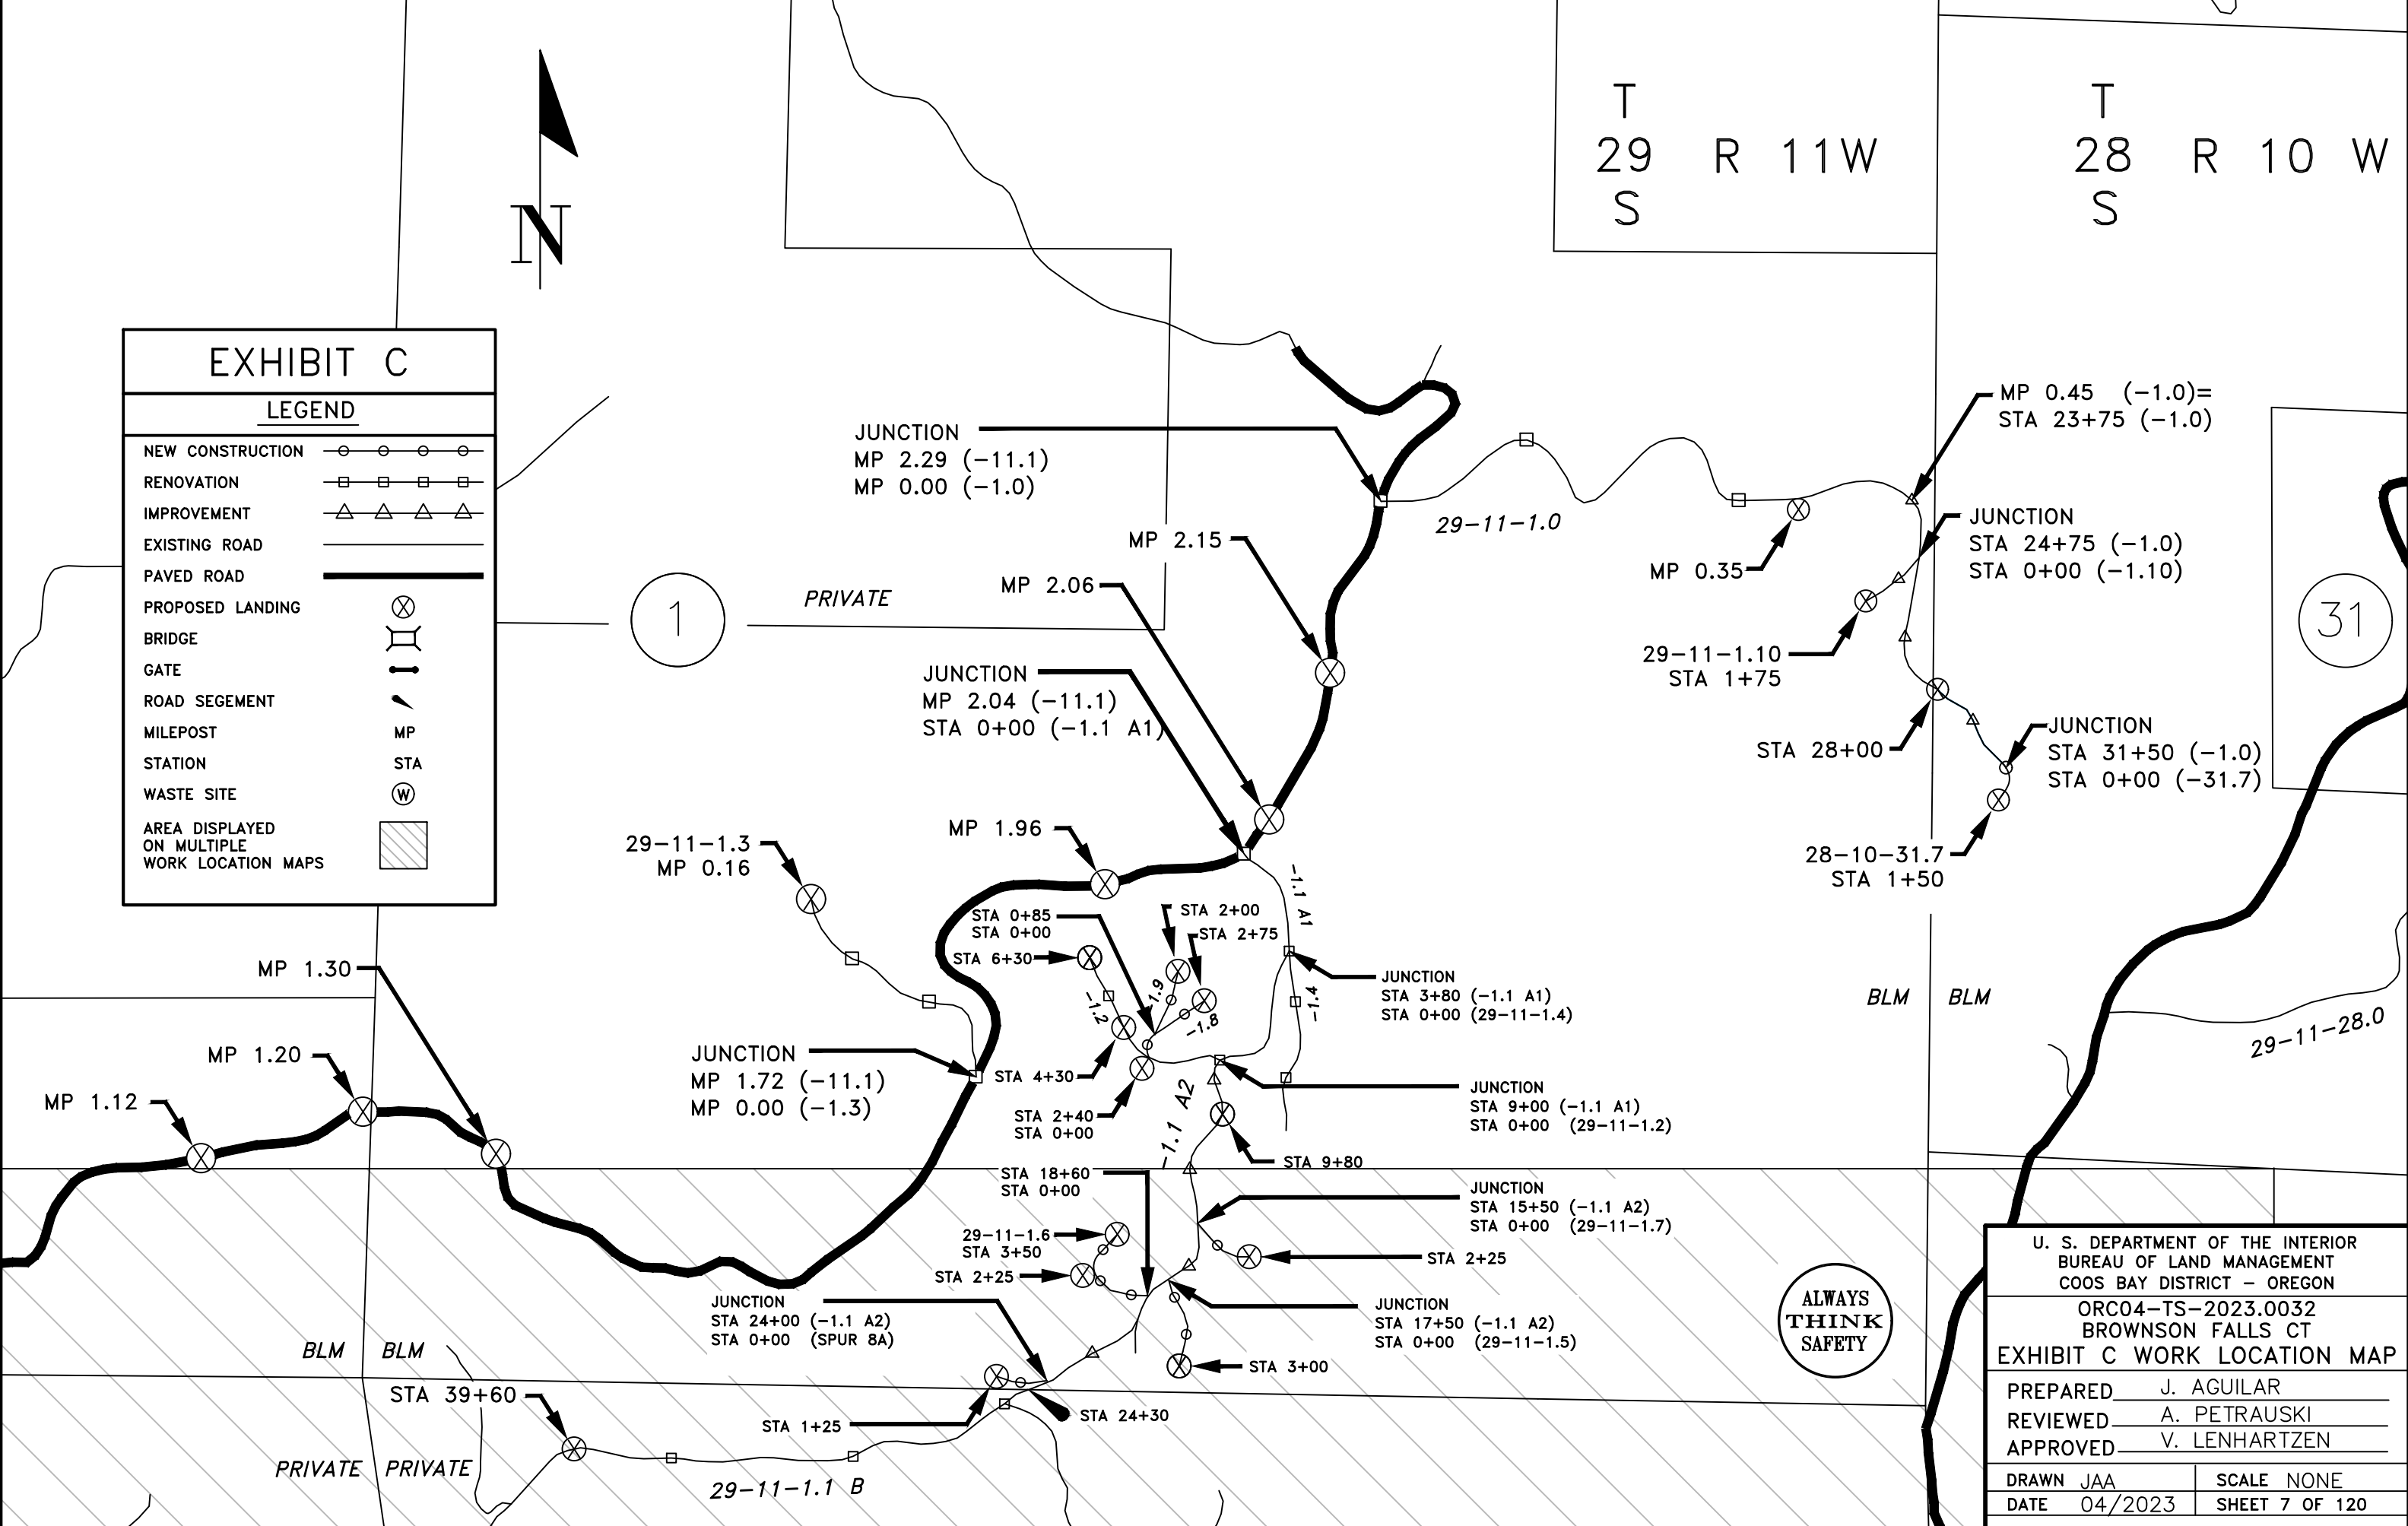 T
29 R 11W
S
T
28 R 10 W
S
N
EXHIBIT C
LEGEND
NEW CONSTRUCTION
RENOVATION
IMPROVEMENT
EXISTING ROAD
PAVED ROAD
PROPOSED LANDING
BRIDGE
GATE
ROAD SEGEMENT
MILEPOST MP
STATION STA
WASTE SITE W
AREA DISPLAYED
ON MULTIPLE
WORK LOCATION MAPS
JUNCTION
MP 2.29 (-11.1)
MP 0.00 (-1.0)
29-11-1.0
MP 0.45 (-1.0)=
STA 23+75 (-1.0)
JUNCTION
STA 24+75 (-1.0)
STA 0+00 (-1.10)
MP 0.35
MP 2.15
MP 2.06
PRIVATE
1
31
29-11-1.10
STA 1+75
JUNCTION
MP 2.04 (-11.1)
STA 0+00 (-1.1 A1)
STA 28+00
JUNCTION
STA 31+50 (-1.0)
STA 0+00 (-31.7)
28-10-31.7
STA 1+50
29-11-1.3
MP 0.16
MP 1.96
-1.1 A1
STA 0+85
STA 0+00
STA 2+00
STA 2+75
STA 6+30
-1.2
-1.9
-1.8
-1.4
JUNCTION
STA 3+80 (-1.1 A1)
STA 0+00 (29-11-1.4)
BLM BLM
29-11-28.0
MP 1.30
MP 1.20
MP 1.12
JUNCTION
MP 1.72 (-11.1)
MP 0.00 (-1.3)
STA 4+30
STA 2+40
STA 0+00
-1.1 A2
JUNCTION
STA 9+00 (-1.1 A1)
STA 0+00 (29-11-1.2)
STA 9+80
STA 18+60
STA 0+00
JUNCTION
STA 15+50 (-1.1 A2)
STA 0+00 (29-11-1.7)
29-11-1.6
STA 3+50
STA 2+25
STA 2+25
JUNCTION
STA 24+00 (-1.1 A2)
STA 0+00 (SPUR 8A)
JUNCTION
STA 17+50 (-1.1 A2)
STA 0+00 (29-11-1.5)
STA 3+00
BLM BLM
STA 39+60
STA 1+25
STA 24+30
PRIVATE PRIVATE
29-11-1.1 B
ALWAYS
THINK
SAFETY
U. S. DEPARTMENT OF THE INTERIOR
BUREAU OF LAND MANAGEMENT
COOS BAY DISTRICT - OREGON
ORC04-TS-2023.0032
BROWNSON FALLS CT
EXHIBIT C WORK LOCATION MAP
PREPARED J. AGUILAR
REVIEWED A. PETRAUSKI
APPROVED V. LENHARTZEN
DRAWN JAA SCALE NONE
DATE 04/2023 SHEET 7 OF 120